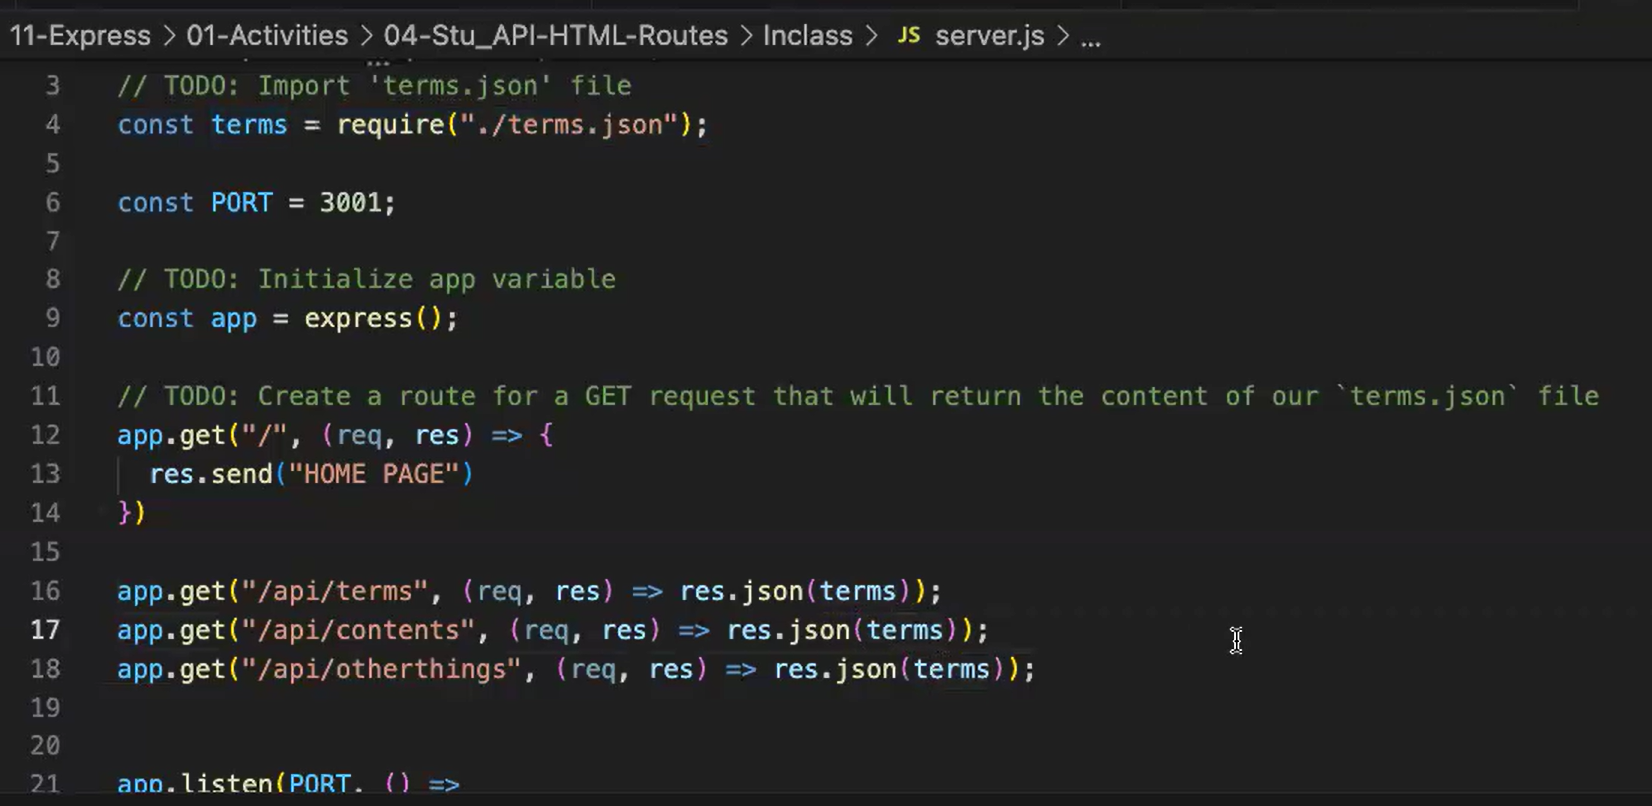 11-Express > 01-Activities > 04-Stu_API-HTML-Routes > Inclass > JS server.js > ...
3 // TODO: Import 'terms.json' file
4 const terms = require("./terms.json");
5
6 const PORT = 3001;
7
8 // TODO: Initialize app variable
9 const app = express();
10
11 // TODO: Create a route for a GET request that will return the content of our `terms.json` file
12 app.get("/", (req, res) => {
13 res.send("HOME PAGE")
14 })
15
16 app.get("/api/terms", (req, res) => res.json(terms));
17 app.get("/api/contents", (req, res) => res.json(terms));
18 app.get("/api/otherthings", (req, res) => res.json(terms));
19
20
21 app.listen(PORT, () =>